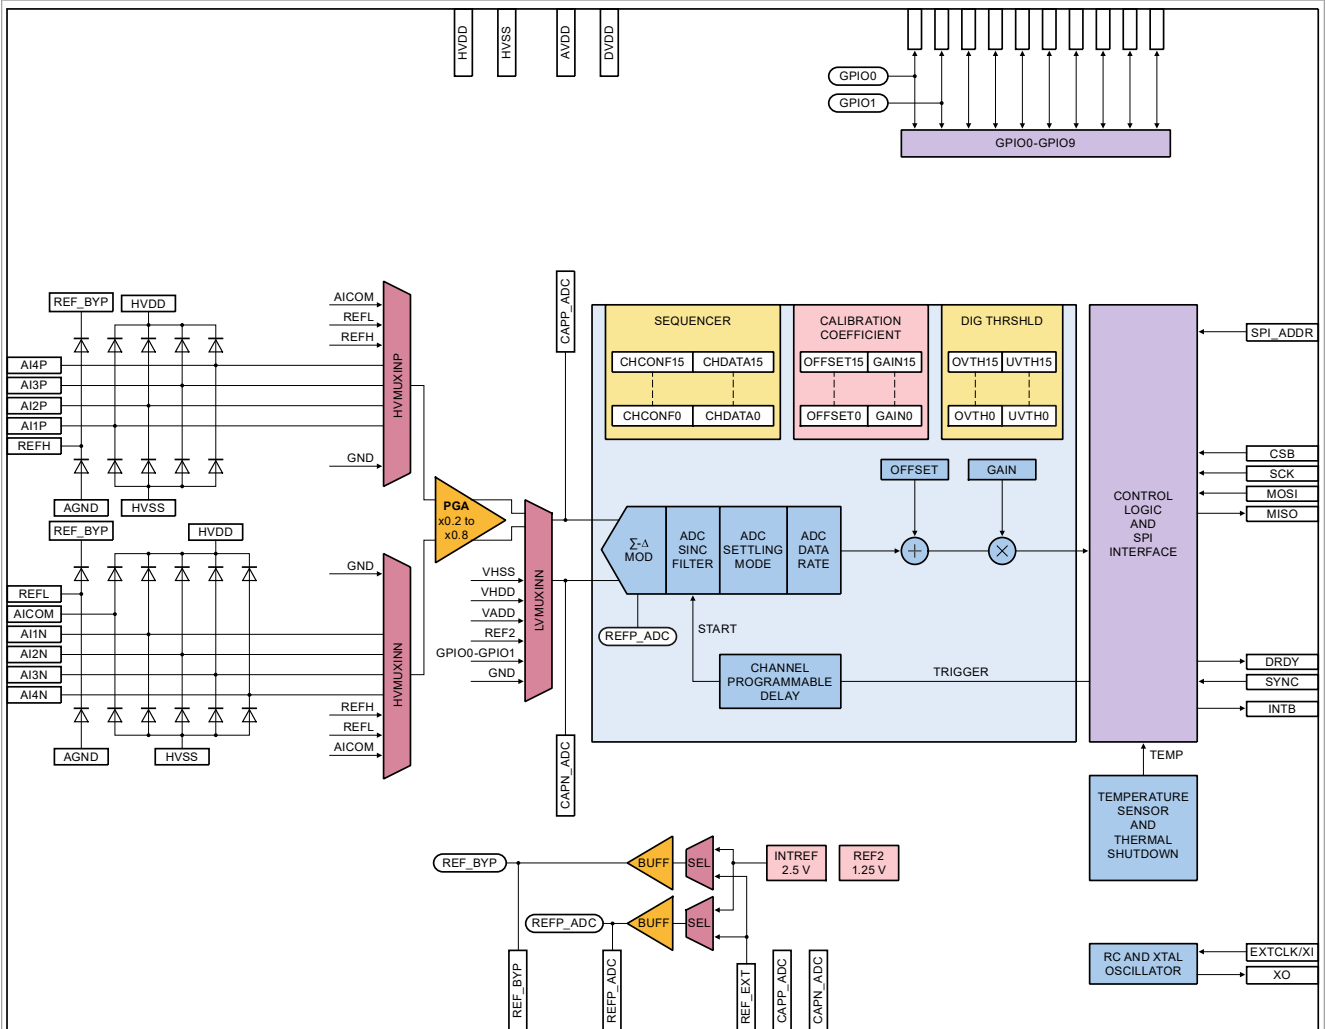 HVDD
HVSS
AVDD
DVDD
GPIO0
GPIO1
GPIO0-GPIO9
REF_BYP
HVDD
AI4P
AI3P
AI2P
AI1P
REFH
AGND
HVSS
AICOM
REFL
REFH
GND
HVMUXINP
REF_BYP
HVDD
REFL
AICOM
AI1N
AI2N
AI3N
AI4N
AGND
HVSS
GND
REFH
REFL
AICOM
HVMUXINN
PGA
x0.2 to
x0.8
VHSS
VHDD
VADD
REF2
GPIO0-GPIO1
GND
LVMUXINN
CAPP_ADC
CAPN_ADC
SEQUENCER
CHCONF15
CHDATA15
CHCONF0
CHDATA0
CALIBRATION
COEFFICIENT
OFFSET15
GAIN15
OFFSET0
GAIN0
DIG THRSHLD
OVTH15
UVTH15
OVTH0
UVTH0
OFFSET
GAIN
Σ-Δ
MOD
ADC
SINC
FILTER
ADC
SETTLING
MODE
ADC
DATA
RATE
+
×
REFP_ADC
START
CHANNEL
PROGRAMMABLE
DELAY
TRIGGER
CONTROL
LOGIC
AND
SPI
INTERFACE
SPI_ADDR
CSB
SCK
MOSI
MISO
DRDY
SYNC
INTB
TEMP
TEMPERATURE
SENSOR
AND
THERMAL
SHUTDOWN
REF_BYP
BUFF
SEL
INTREF
2.5 V
REF2
1.25 V
REFP_ADC
BUFF
SEL
REF_BYP
REFP_ADC
REF_EXT
CAPP_ADC
CAPN_ADC
RC AND XTAL
OSCILLATOR
EXTCLK/XI
XO